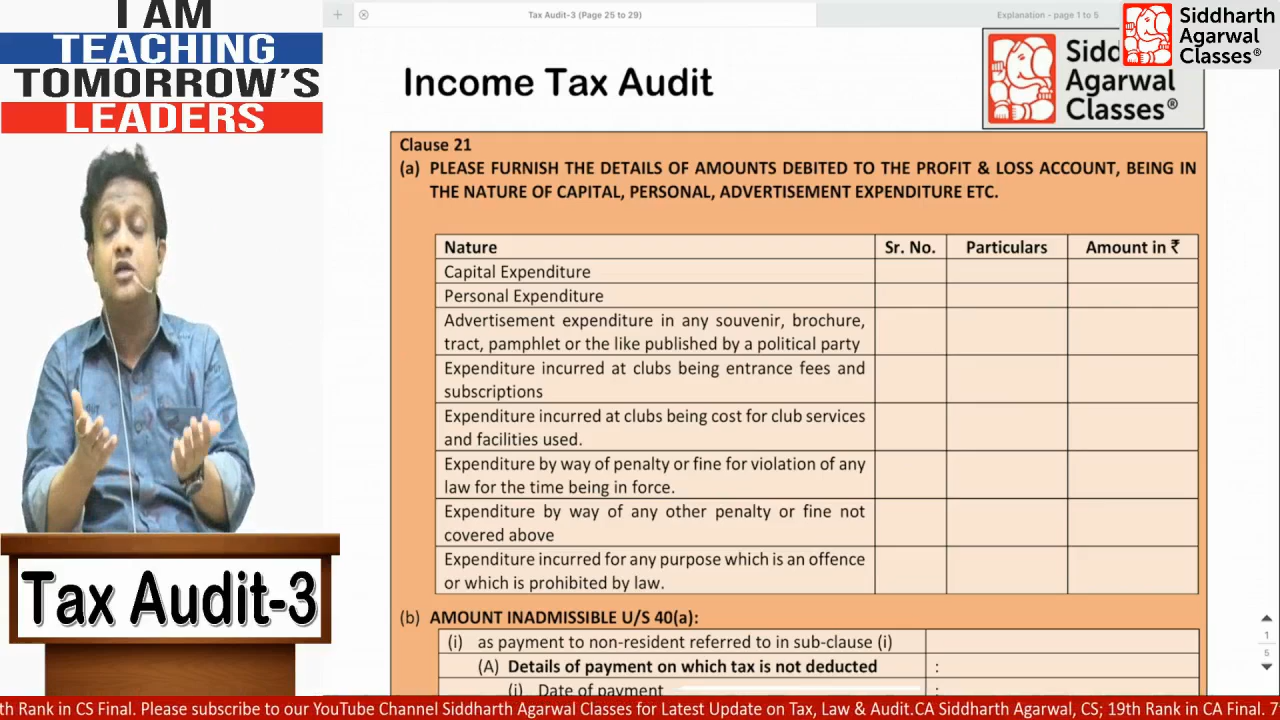 I AM
TEACHING
TOMORROW'S
LEADERS
Tax Audit-3 (Page 25 to 29)
Explanation - page 1 to 5
Siddharth
Agarwal
Classes®
Income Tax Audit
Agarwal
Classes®
Clause 21
(a) PLEASE FURNISH THE DETAILS OF AMOUNTS DEBITED TO THE PROFIT & LOSS ACCOUNT, BEING IN
THE NATURE OF CAPITAL, PERSONAL, ADVERTISEMENT EXPENDITURE ETC.
Nature Sr. No. Particulars Amount in ₹
Capital Expenditure
Personal Expenditure
Advertisement expenditure in any souvenir, brochure,
tract, pamphlet or the like published by a political party
Expenditure incurred at clubs being entrance fees and
subscriptions
Expenditure incurred at clubs being cost for club services
and facilities used.
Expenditure by way of penalty or fine for violation of any
law for the time being in force.
Expenditure by way of any other penalty or fine not
covered above
Expenditure incurred for any purpose which is an offence
or which is prohibited by law.
(b) AMOUNT INADMISSIBLE U/S 40(a):
(i) as payment to non-resident referred to in sub-clause (i)
(A) Details of payment on which tax is not deducted :
(i) Date of payment :
1
5
Tax Audit-3
th Rank in CS Final. Please subscribe to our YouTube Channel Siddharth Agarwal Classes for Latest Update on Tax, Law & Audit.CA Siddharth Agarwal, CS; 19th Rank in CA Final. 7